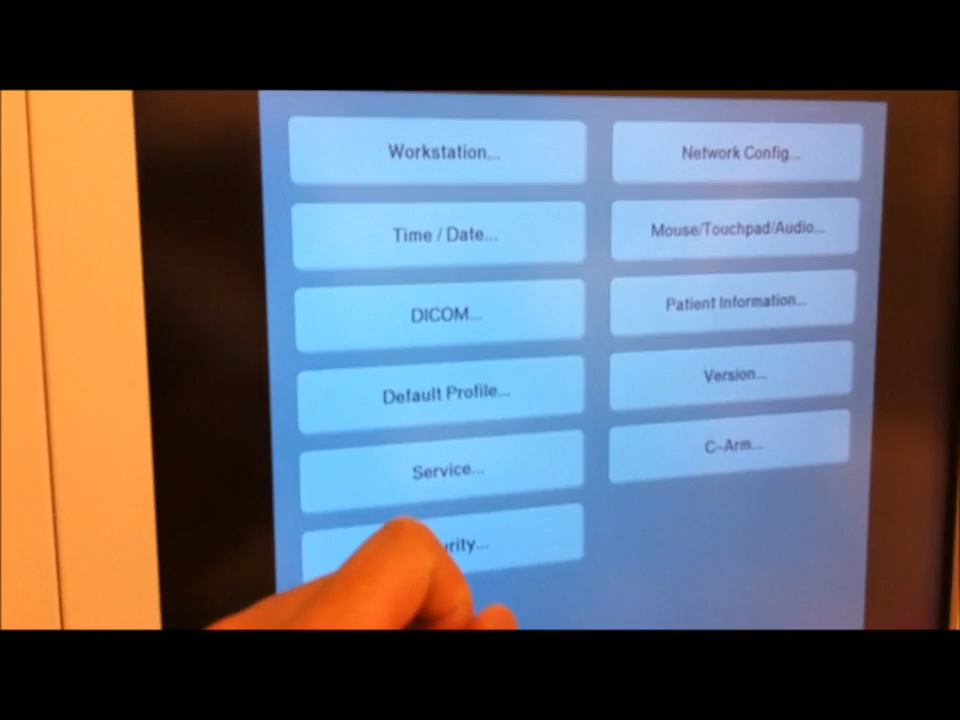 Workstation...
Network Config...
Time / Date...
Mouse/Touchpad/Audio...
DICOM...
Patient Information...
Default Profile...
Version...
Service...
C-Arm...